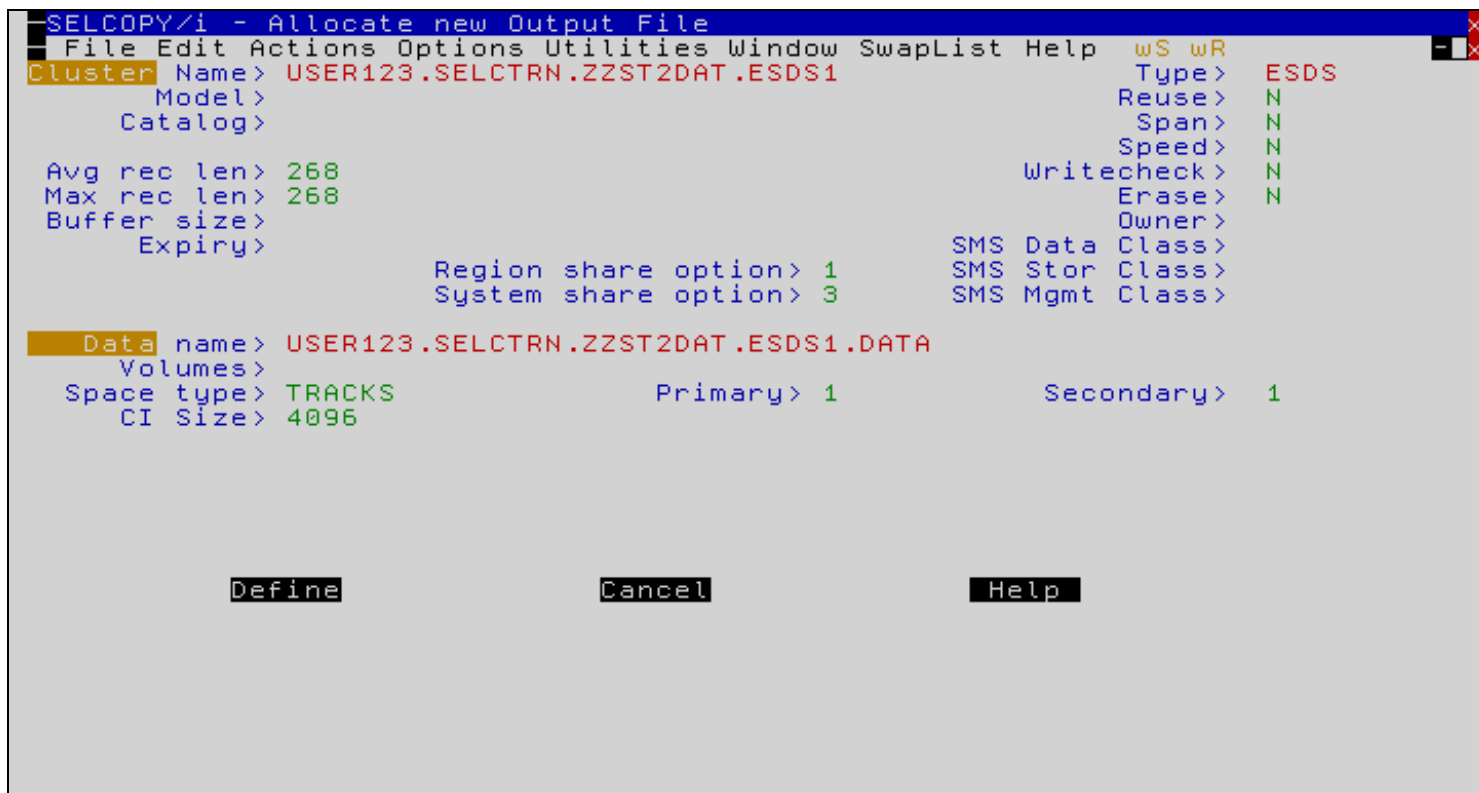 SELCOPY/i - Allocate new Output File
File Edit Actions Options Utilities Window SwapList Help wS wR
Cluster Name> USER123.SELCTRN.ZZST2DAT.ESDS1 Type> ESDS
Model> Reuse> N
Catalog> Span> N
Speed> N
Avg rec len> 268 Writecheck> N
Max rec len> 268 Erase> N
Buffer size> Owner>
Expiry> SMS Data Class>
Region share option> 1 SMS Stor Class>
System share option> 3 SMS Mgmt Class>
Data name> USER123.SELCTRN.ZZST2DAT.ESDS1.DATA
Volumes>
Space type> TRACKS Primary> 1 Secondary> 1
CI Size> 4096
Define Cancel Help